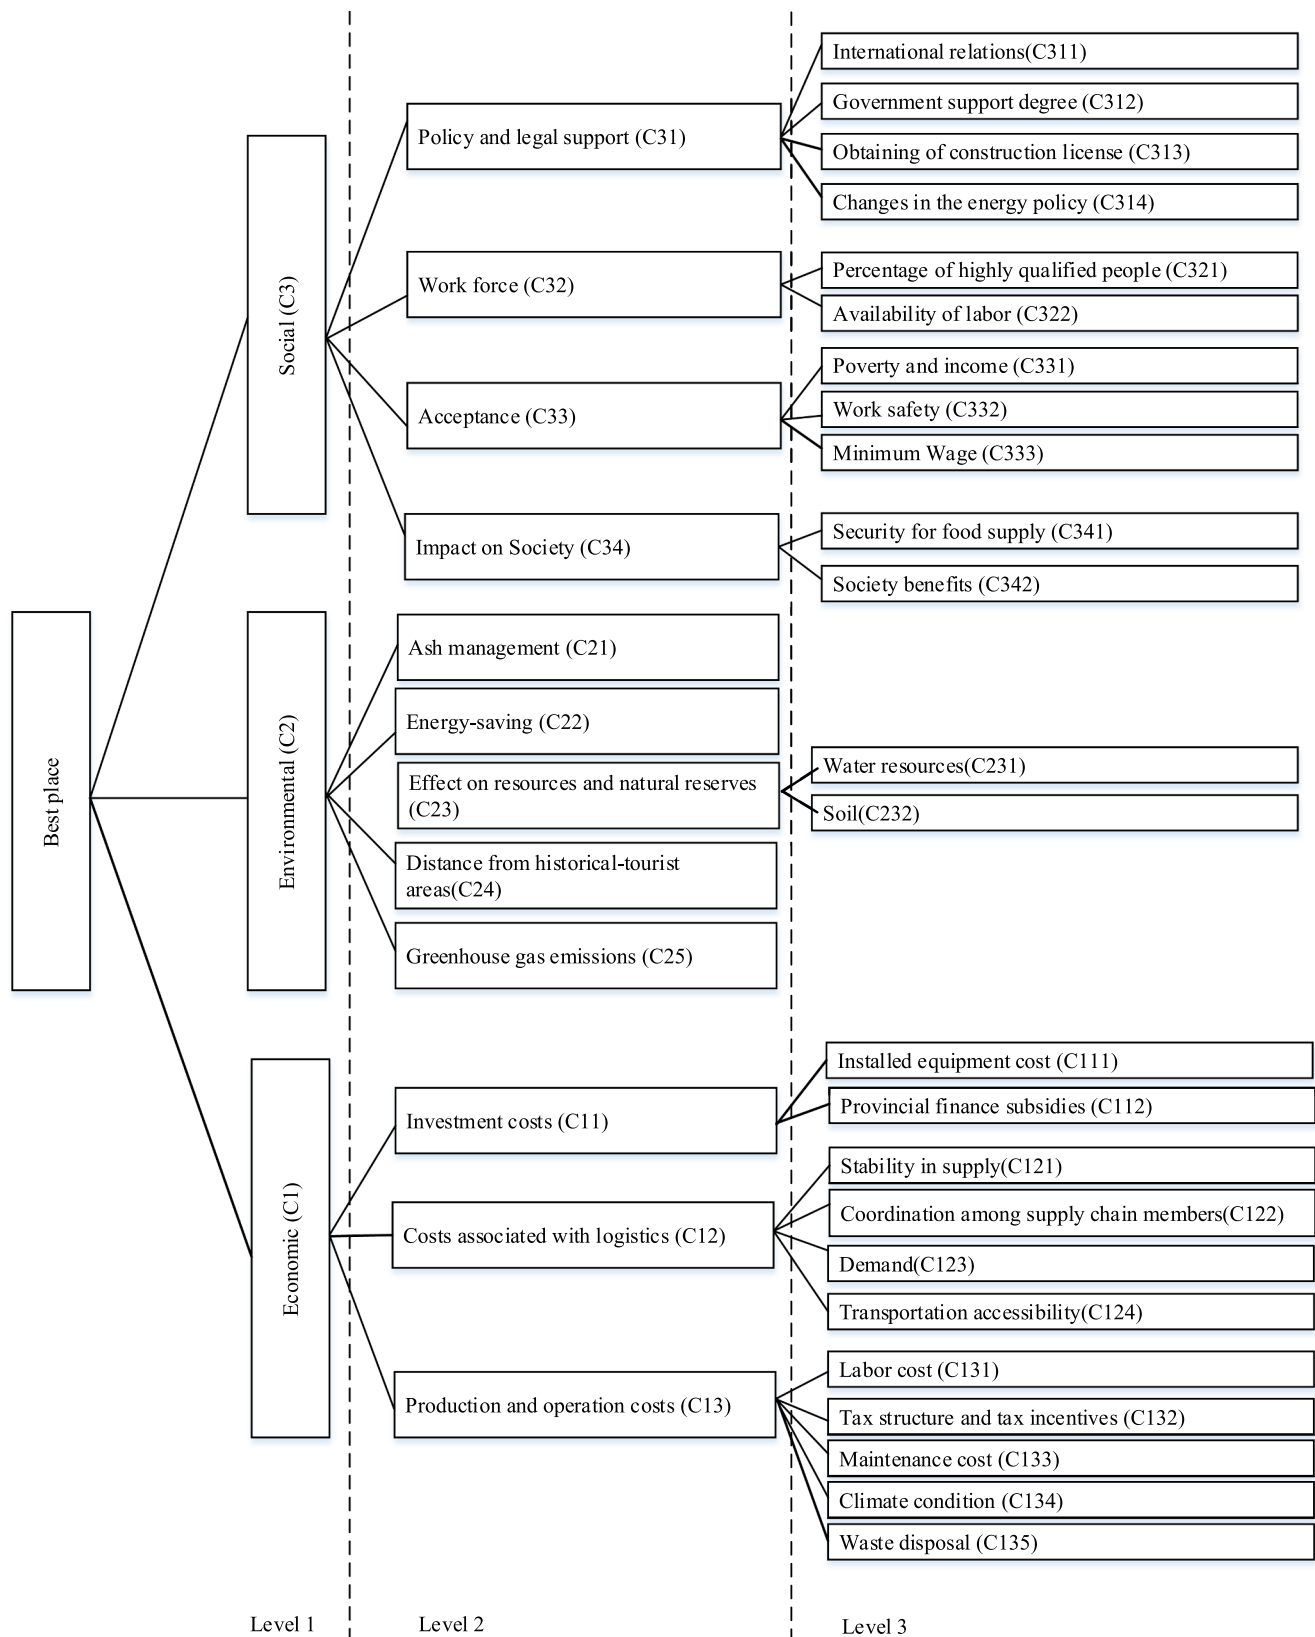 Best place
Social (C3)
Policy and legal support (C31)
International relations(C311)
Government support degree (C312)
Obtaining of construction license (C313)
Changes in the energy policy (C314)
Work force (C32)
Percentage of highly qualified people (C321)
Availability of labor (C322)
Acceptance (C33)
Poverty and income (C331)
Work safety (C332)
Minimum Wage (C333)
Impact on Society (C34)
Security for food supply (C341)
Society benefits (C342)
Environmental (C2)
Ash management (C21)
Energy-saving (C22)
Effect on resources and natural reserves
(C23)
Water resources(C231)
Soil(C232)
Distance from historical-tourist
areas(C24)
Greenhouse gas emissions (C25)
Economic (C1)
Investment costs (C11)
Installed equipment cost (C111)
Provincial finance subsidies (C112)
Costs associated with logistics (C12)
Stability in supply(C121)
Coordination among supply chain members(C122)
Demand(C123)
Transportation accessibility(C124)
Production and operation costs (C13)
Labor cost (C131)
Tax structure and tax incentives (C132)
Maintenance cost (C133)
Climate condition (C134)
Waste disposal (C135)
Level 1
Level 2
Level 3